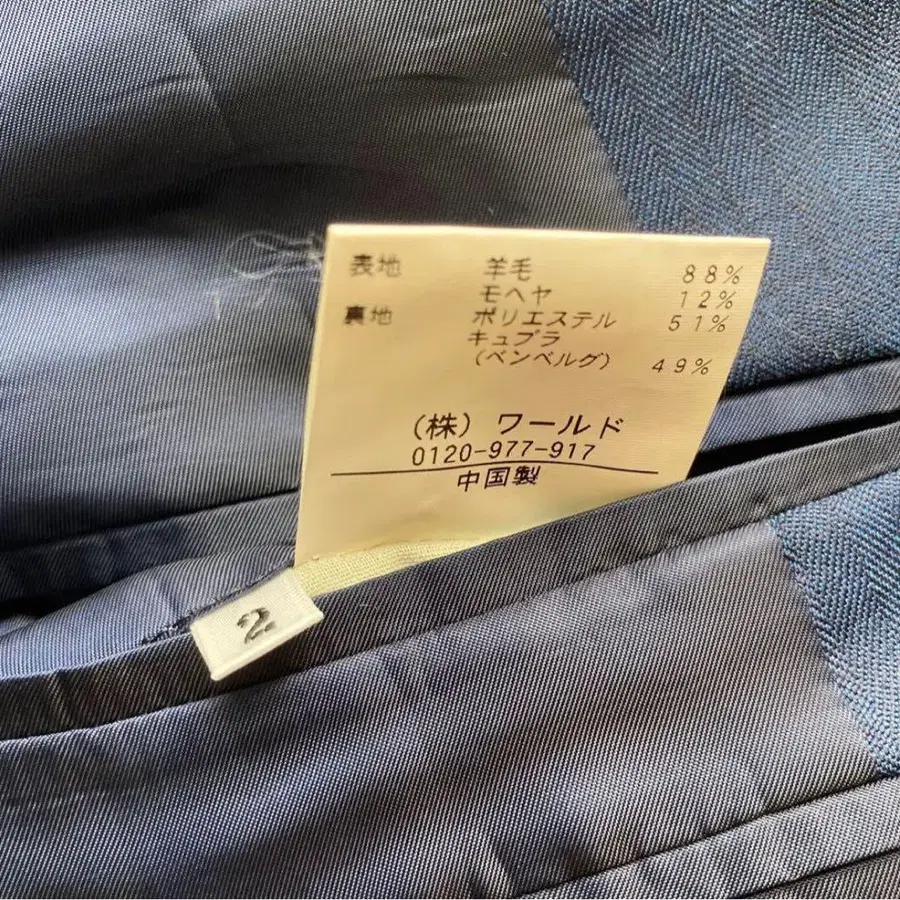 表地 羊毛 88%
モヘヤ 12%
裏地 ポリエステル 51%
キュプラ
(ベンベルグ) 49%
(株) ワールド
0120-977-917
中国製
2